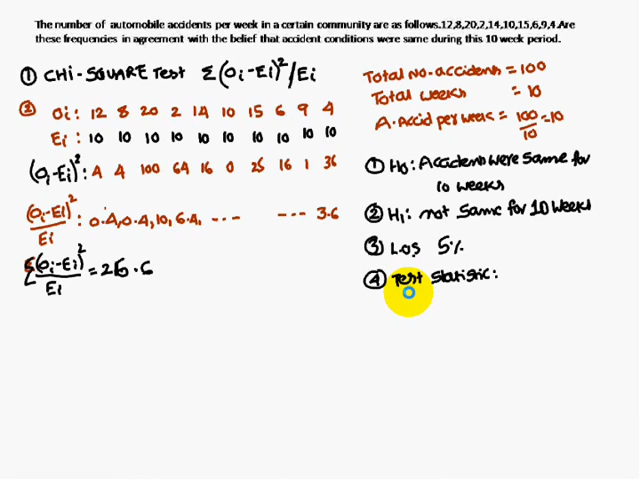 The number of automobile accidents per week in a certain community are as follows.12,8,20,2,14,10,15,6,9,4.Are
these frequencies in agreement with the belief that accident conditions were same during this 10 week period.
① CHi-SQUARE Test Σ(Oi-Ei)²/Ei
② Oi: 12 8 20 2 14 10 15 6 9 4
Ei: 10 10 10 10 10 10 10 10 10 10
(Oi-Ei)²: 4 4 100 64 16 0 25 16 1 36
(Oi-Ei)²/Ei : 0.4,0.4,10,6.4, --- --- 3.6
Σ(Oi-Ei)²/Ei = 26.6
Total No. accidents = 100
Total weeks = 10
A.Accid per week = 100/10 = 10
① H0: Accidents were same for
10 weeks
② H1: not same for 10 weeks
③ L.O.S 5%
④ Test Statistic: